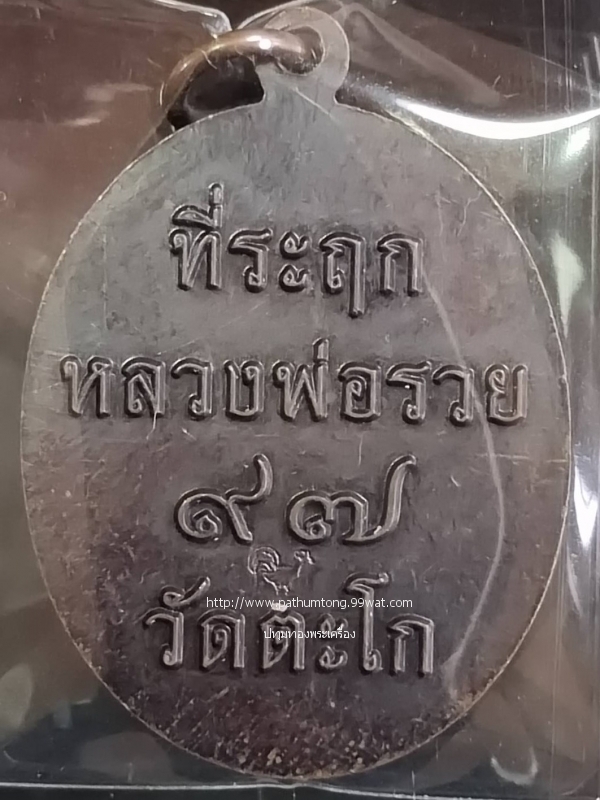 ที่ระฤก
หลวงพ่อรวย
๙๗
http://www.pathumtong.99wat.com
วัดตะโก
ปทุมทองพระเครื่อง